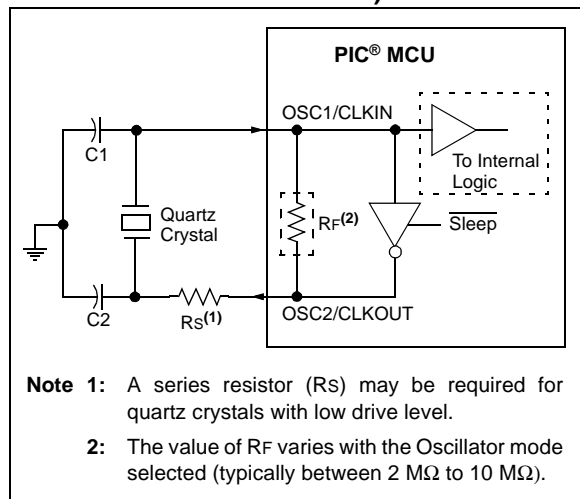 PIC® MCU
OSC1/CLKIN
C1
To Internal
Logic
Quartz
Crystal
RF(2)
Sleep
C2
RS(1)
OSC2/CLKOUT
Note 1: A series resistor (RS) may be required for
quartz crystals with low drive level.
2: The value of RF varies with the Oscillator mode
selected (typically between 2 MΩ to 10 MΩ).